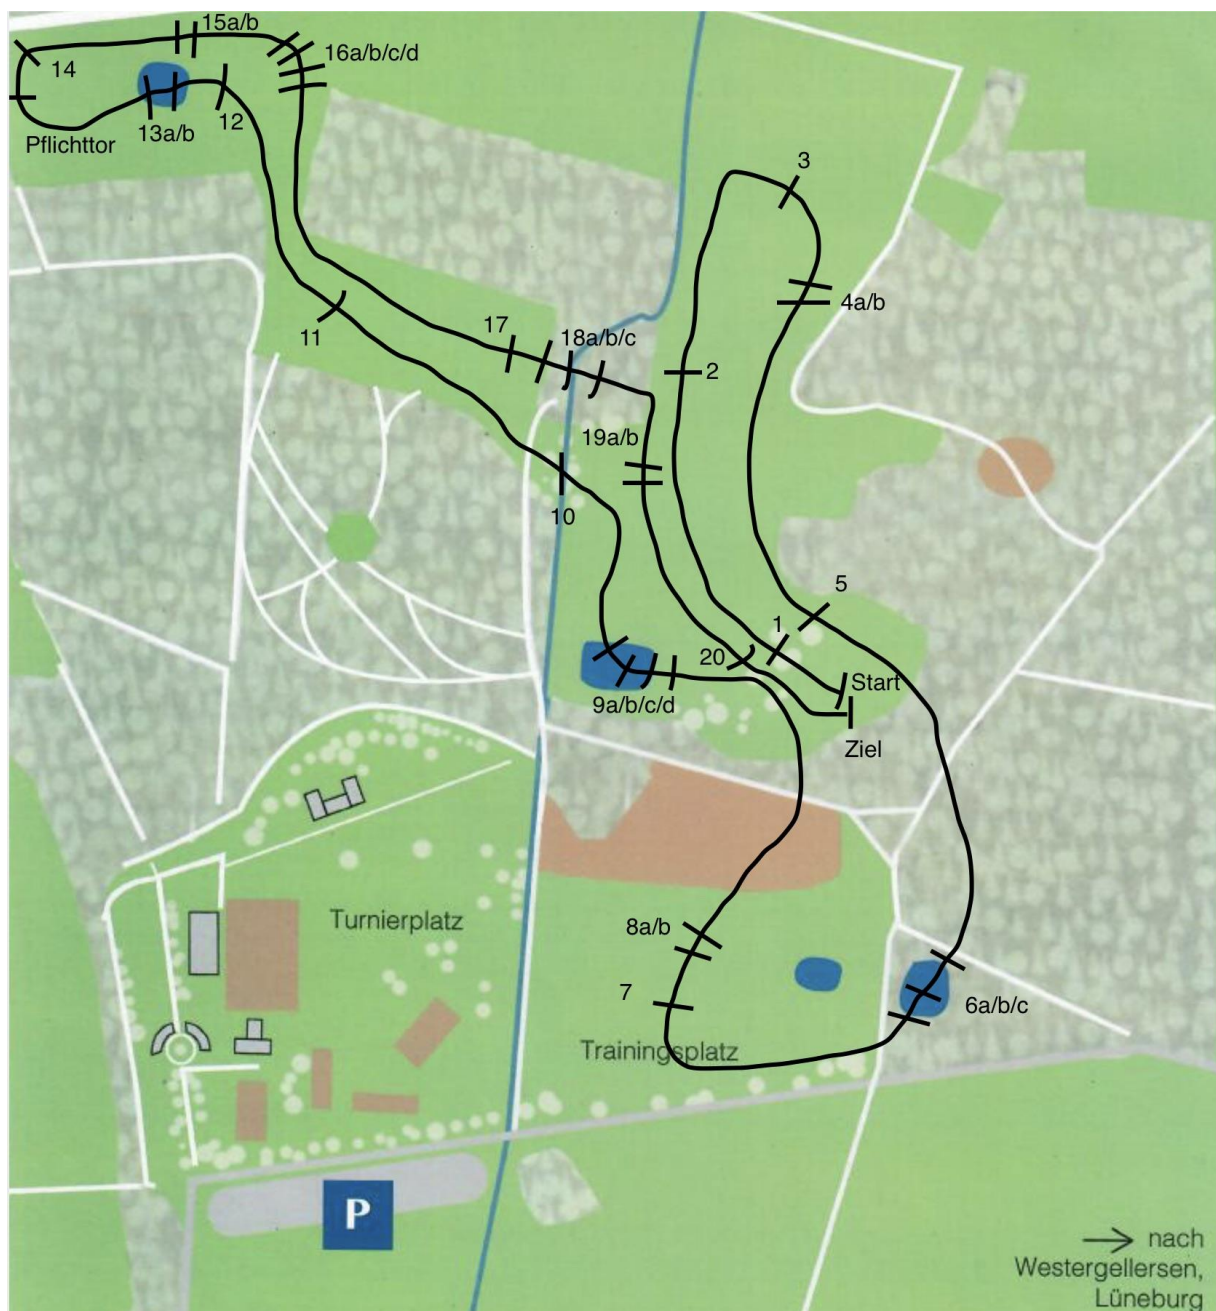 15a/b
16a/b/c/d
14
12
13a/b
Pflichttor
3
4a/b
17
18a/b/c
11
2
19a/b
10
5
1
20
Start
9a/b/c/d
Ziel
Turnierplatz
8a/b
7
6a/b/c
Trainingsplatz
P
→ nach
Westergellersen,
Lüneburg